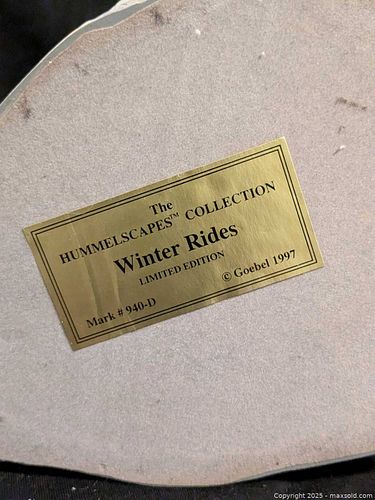 The
HUMMELSCAPES™ COLLECTION
Winter Rides
LIMITED EDITION
© Goebel 1997
Mark # 940-D
Copyright 2025 - maxsold.com